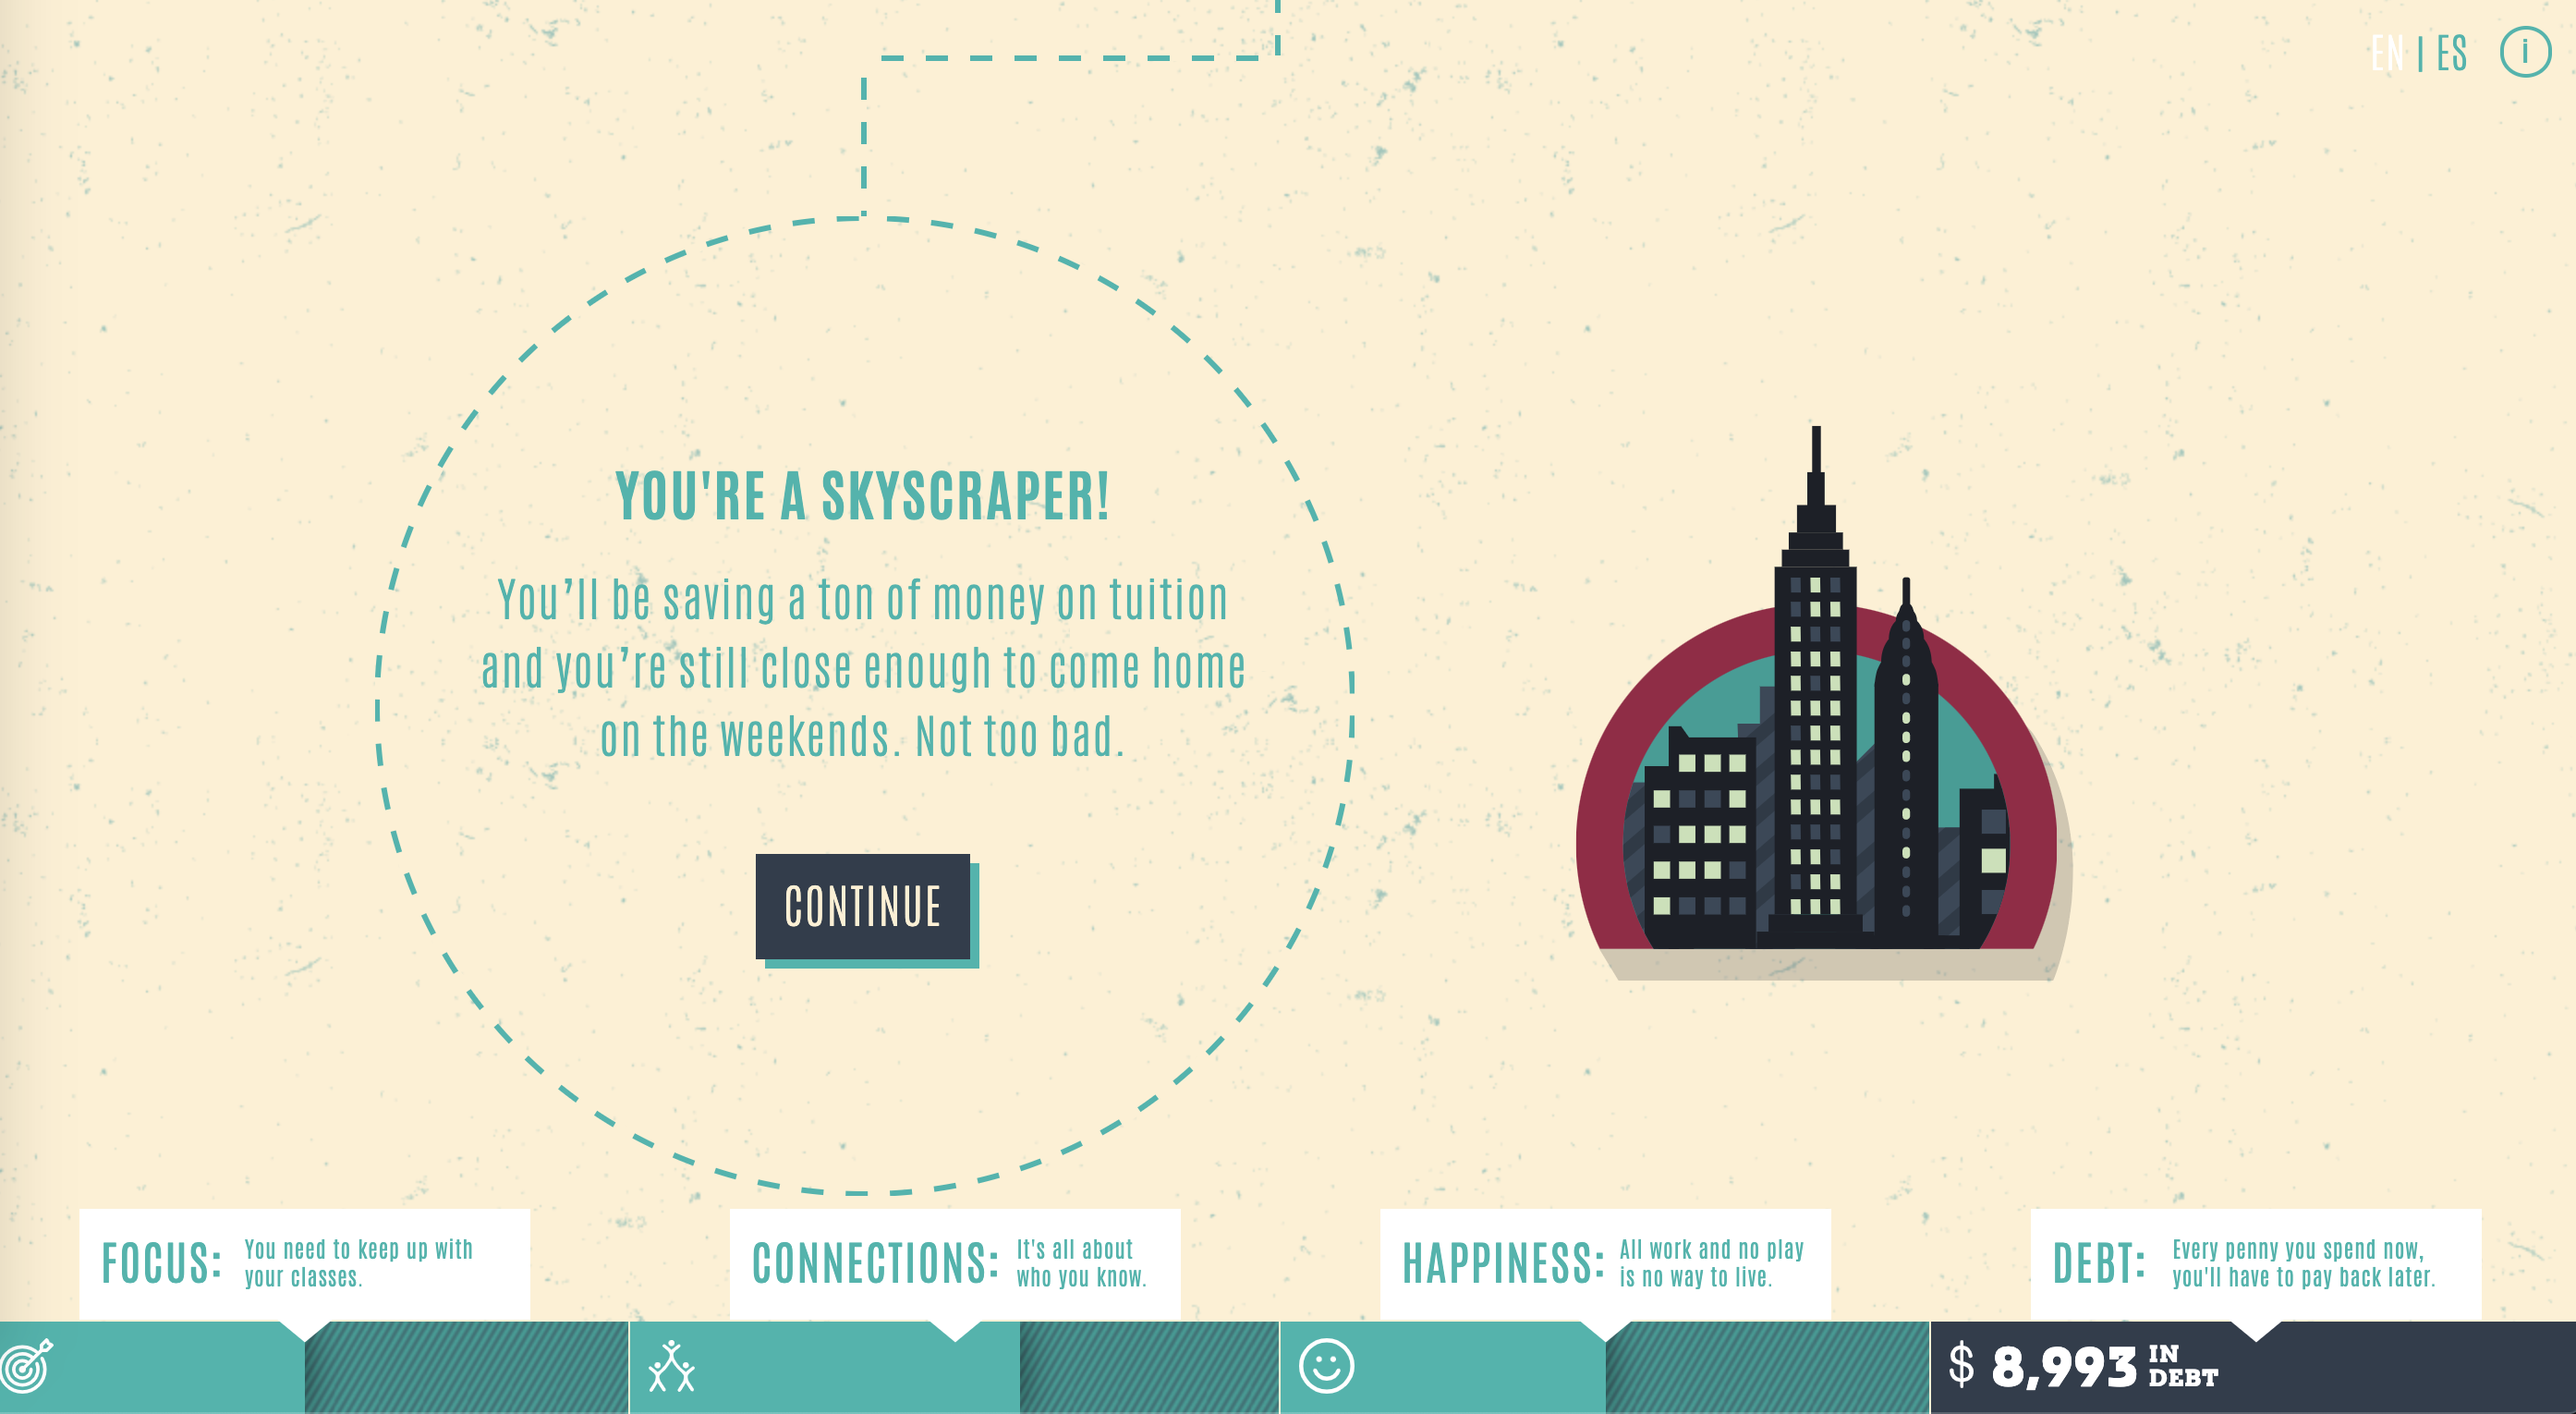 EN | ES
i
YOU'RE A SKYSCRAPER!
You’ll be saving a ton of money on tuition
and you’re still close enough to come home
on the weekends. Not too bad.
CONTINUE
FOCUS: You need to keep up with
your classes.
CONNECTIONS: It's all about
who you know.
HAPPINESS: All work and no play
is no way to live.
DEBT: Every penny you spend now,
you'll have to pay back later.
$ 8,993 IN
DEBT